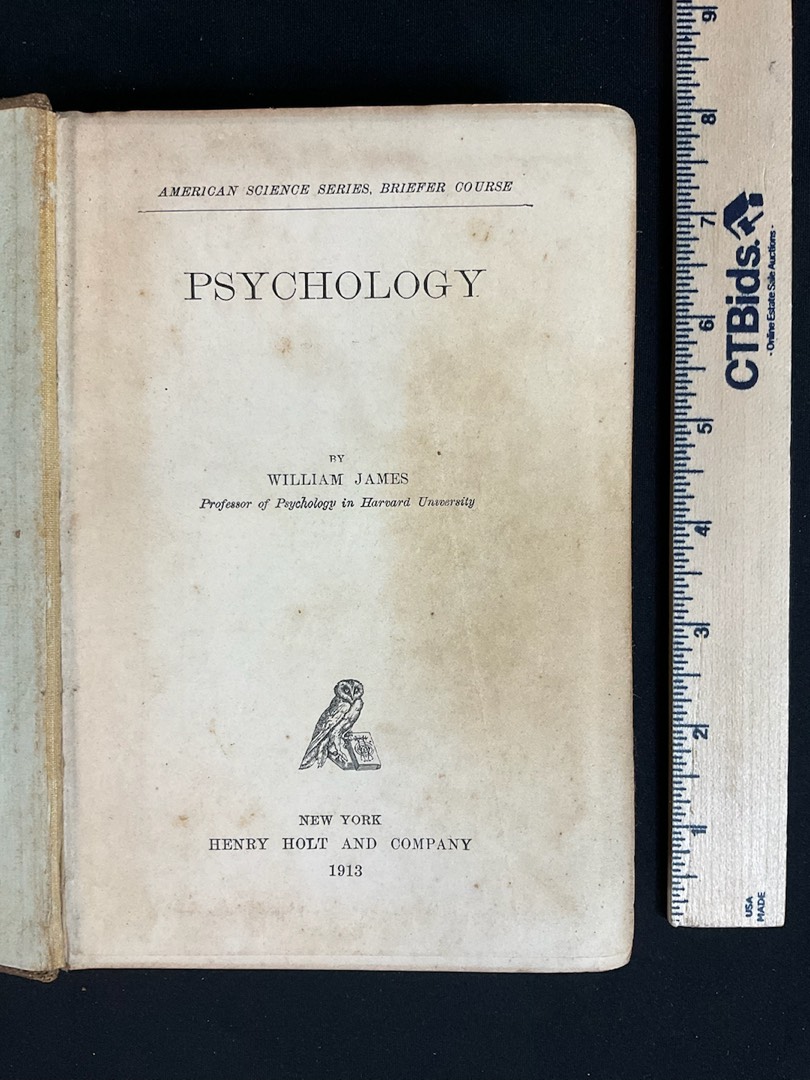 AMERICAN SCIENCE SERIES, BRIEFER COURSE
PSYCHOLOGY
BY
WILLIAM JAMES
Professor of Psychology in Harvard University
NEW YORK
HENRY HOLT AND COMPANY
1913
9
8
7
6
5
4
3
2
1
CTBids.
- Online Estate Sale Auctions -
USA
MADE